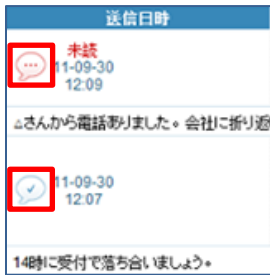 送信日時
未読
11-09-30
12:09
△さんから電話ありました。会社に折り返
11-09-30
12:07
14時に受付で落ち合いましょう。